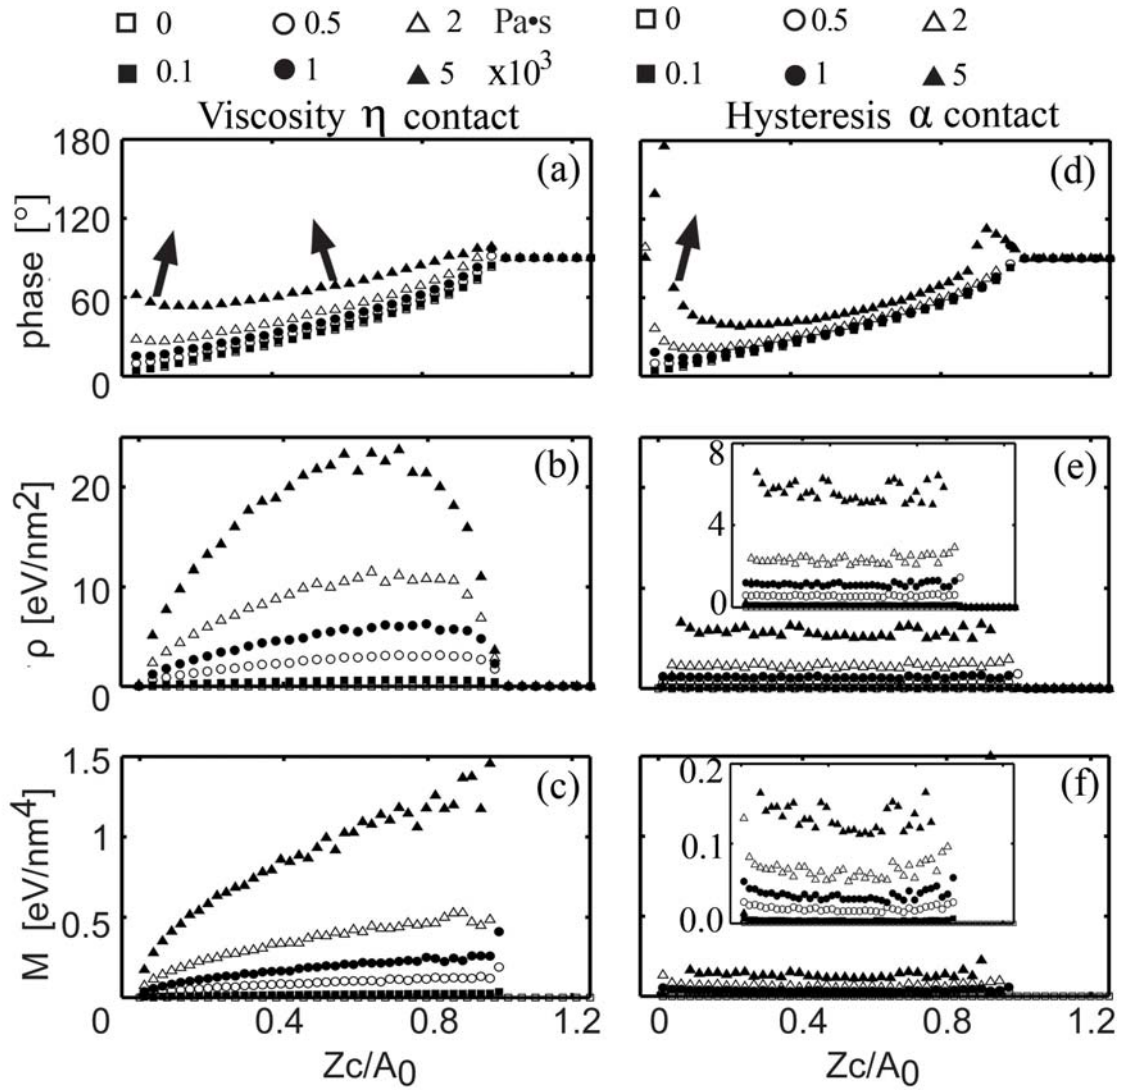 0 0.5 2 Pa•s
0.1 1 5 x10³
Viscosity η contact
0 0.5 2
0.1 1 5
Hysteresis α contact
180
120
60
0
phase [°]
(a)
(d)
20
10
0
ρ [eV/nm²]
(b)
8
4
0
(e)
1.5
1
0.5
0
M [eV/nm⁴]
(c)
0.2
0.1
0.0
(f)
0.4 0.8 1.2
Zc/A₀
0 0.4 0.8 1.2
Zc/A₀